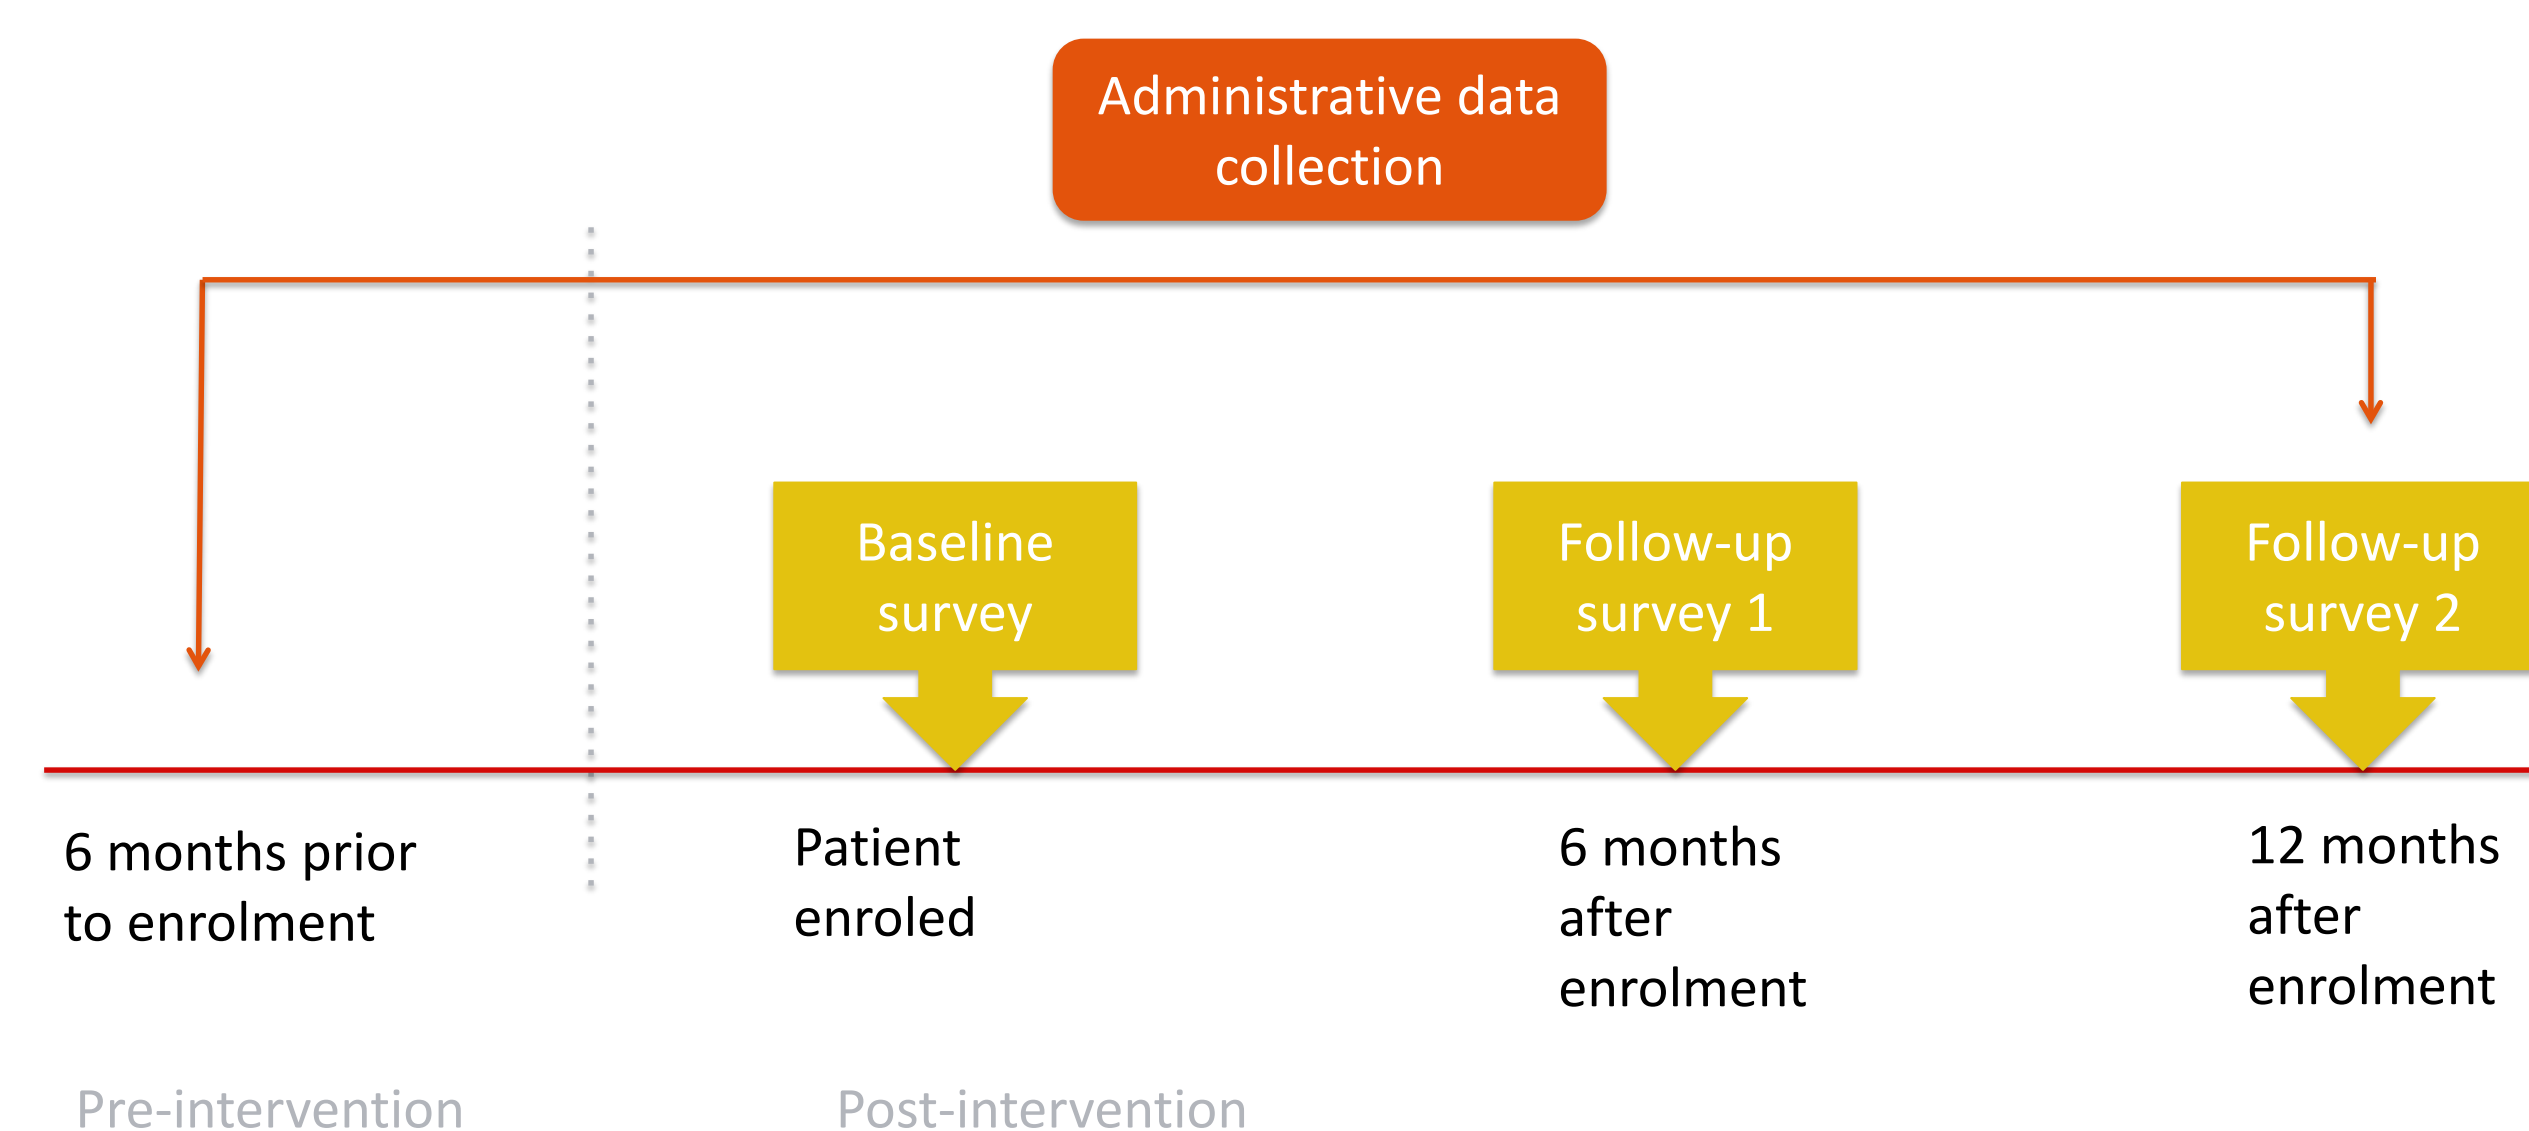 Administrative data
collection
Baseline
survey
Follow-up
survey 1
Follow-up
survey 2
6 months prior
to enrolment
Patient
enroled
6 months
after
enrolment
12 months
after
enrolment
Pre-intervention
Post-intervention